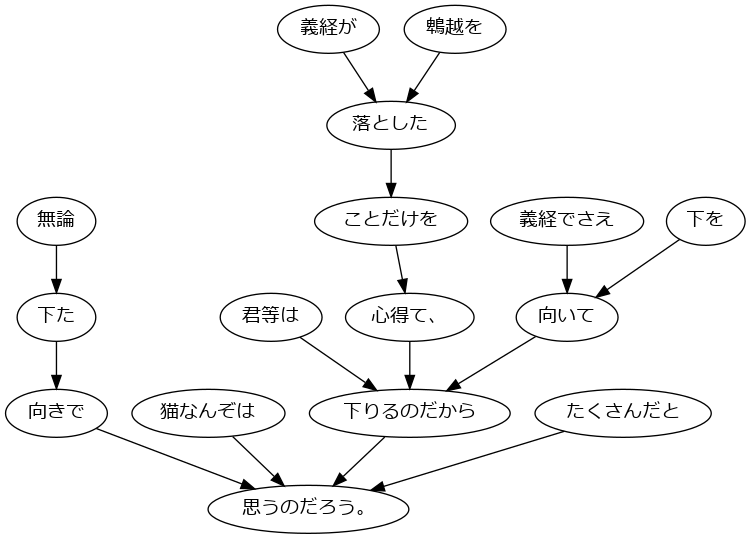 義経が 鵯越を
落とした
無論 ことだけを 義経でさえ 下を
下た 君等は 心得て、 向いて
向きで 猫なんぞは 下りるのだから たくさんだと
思うのだろう。